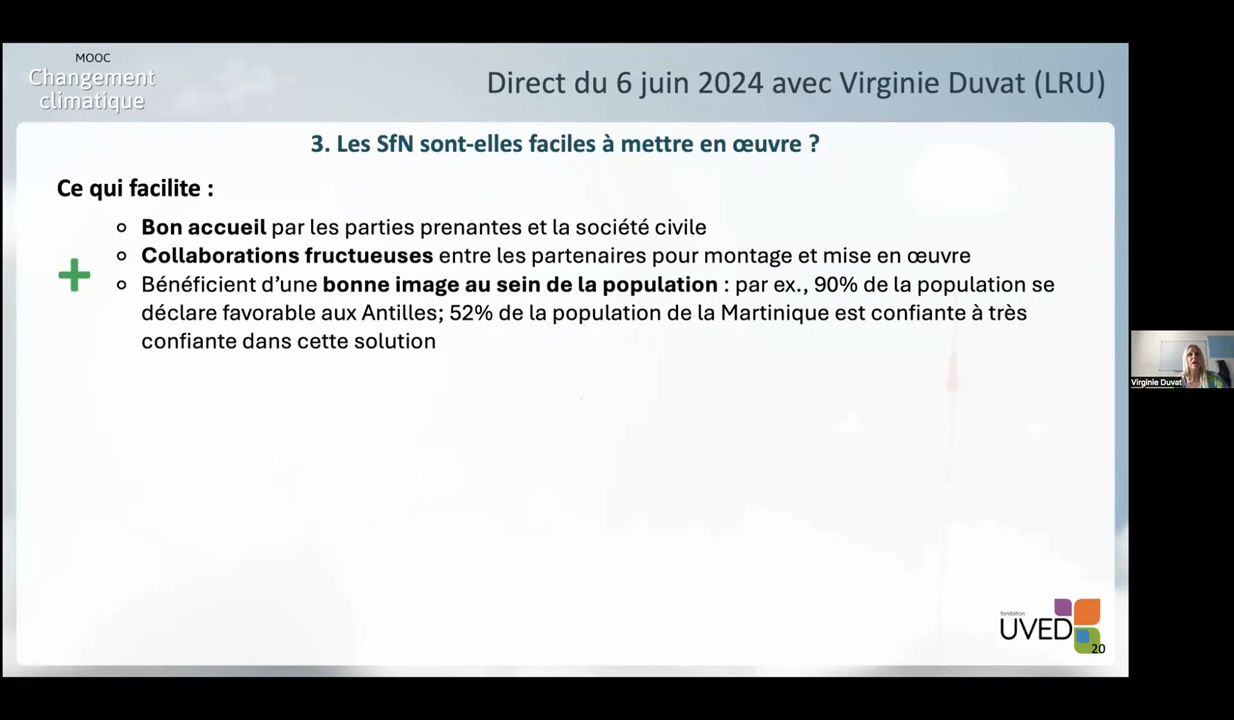 MOOC
Changement
climatique
Direct du 6 juin 2024 avec Virginie Duvat (LRU)
3. Les SfN sont-elles faciles à mettre en œuvre ?
Ce qui facilite :
Bon accueil par les parties prenantes et la société civile
Collaborations fructueuses entre les partenaires pour montage et mise en œuvre
Bénéficient d'une bonne image au sein de la population : par ex., 90% de la population se
déclare favorable aux Antilles; 52% de la population de la Martinique est confiante à très
confiante dans cette solution
Virginie Duvat
fondation
UVED
20